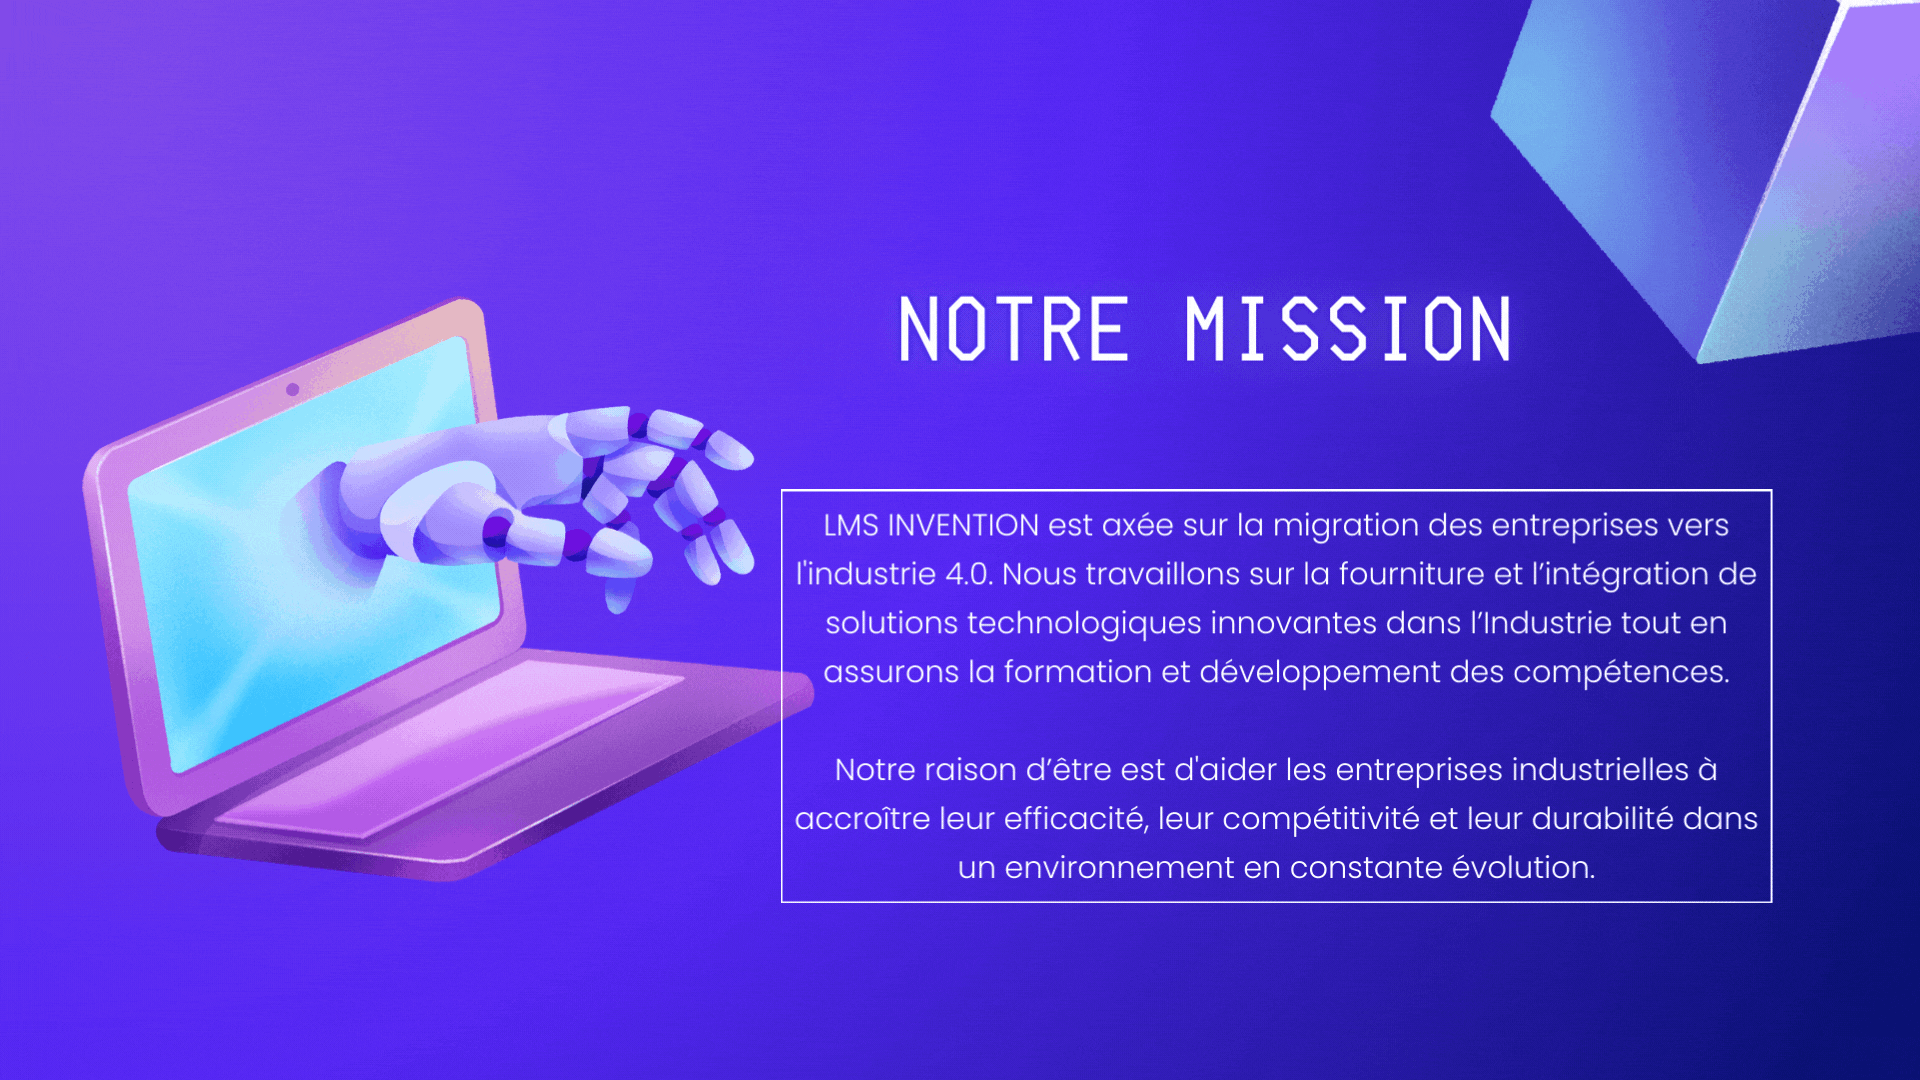 NOTRE MISSION
LMS INVENTION est axée sur la migration des entreprises vers
l'industrie 4.0. Nous travaillons sur la fourniture et l’intégration de
solutions technologiques innovantes dans l’Industrie tout en
assurons la formation et développement des compétences.
Notre raison d’être est d'aider les entreprises industrielles à
accroître leur efficacité, leur compétitivité et leur durabilité dans
un environnement en constante évolution.